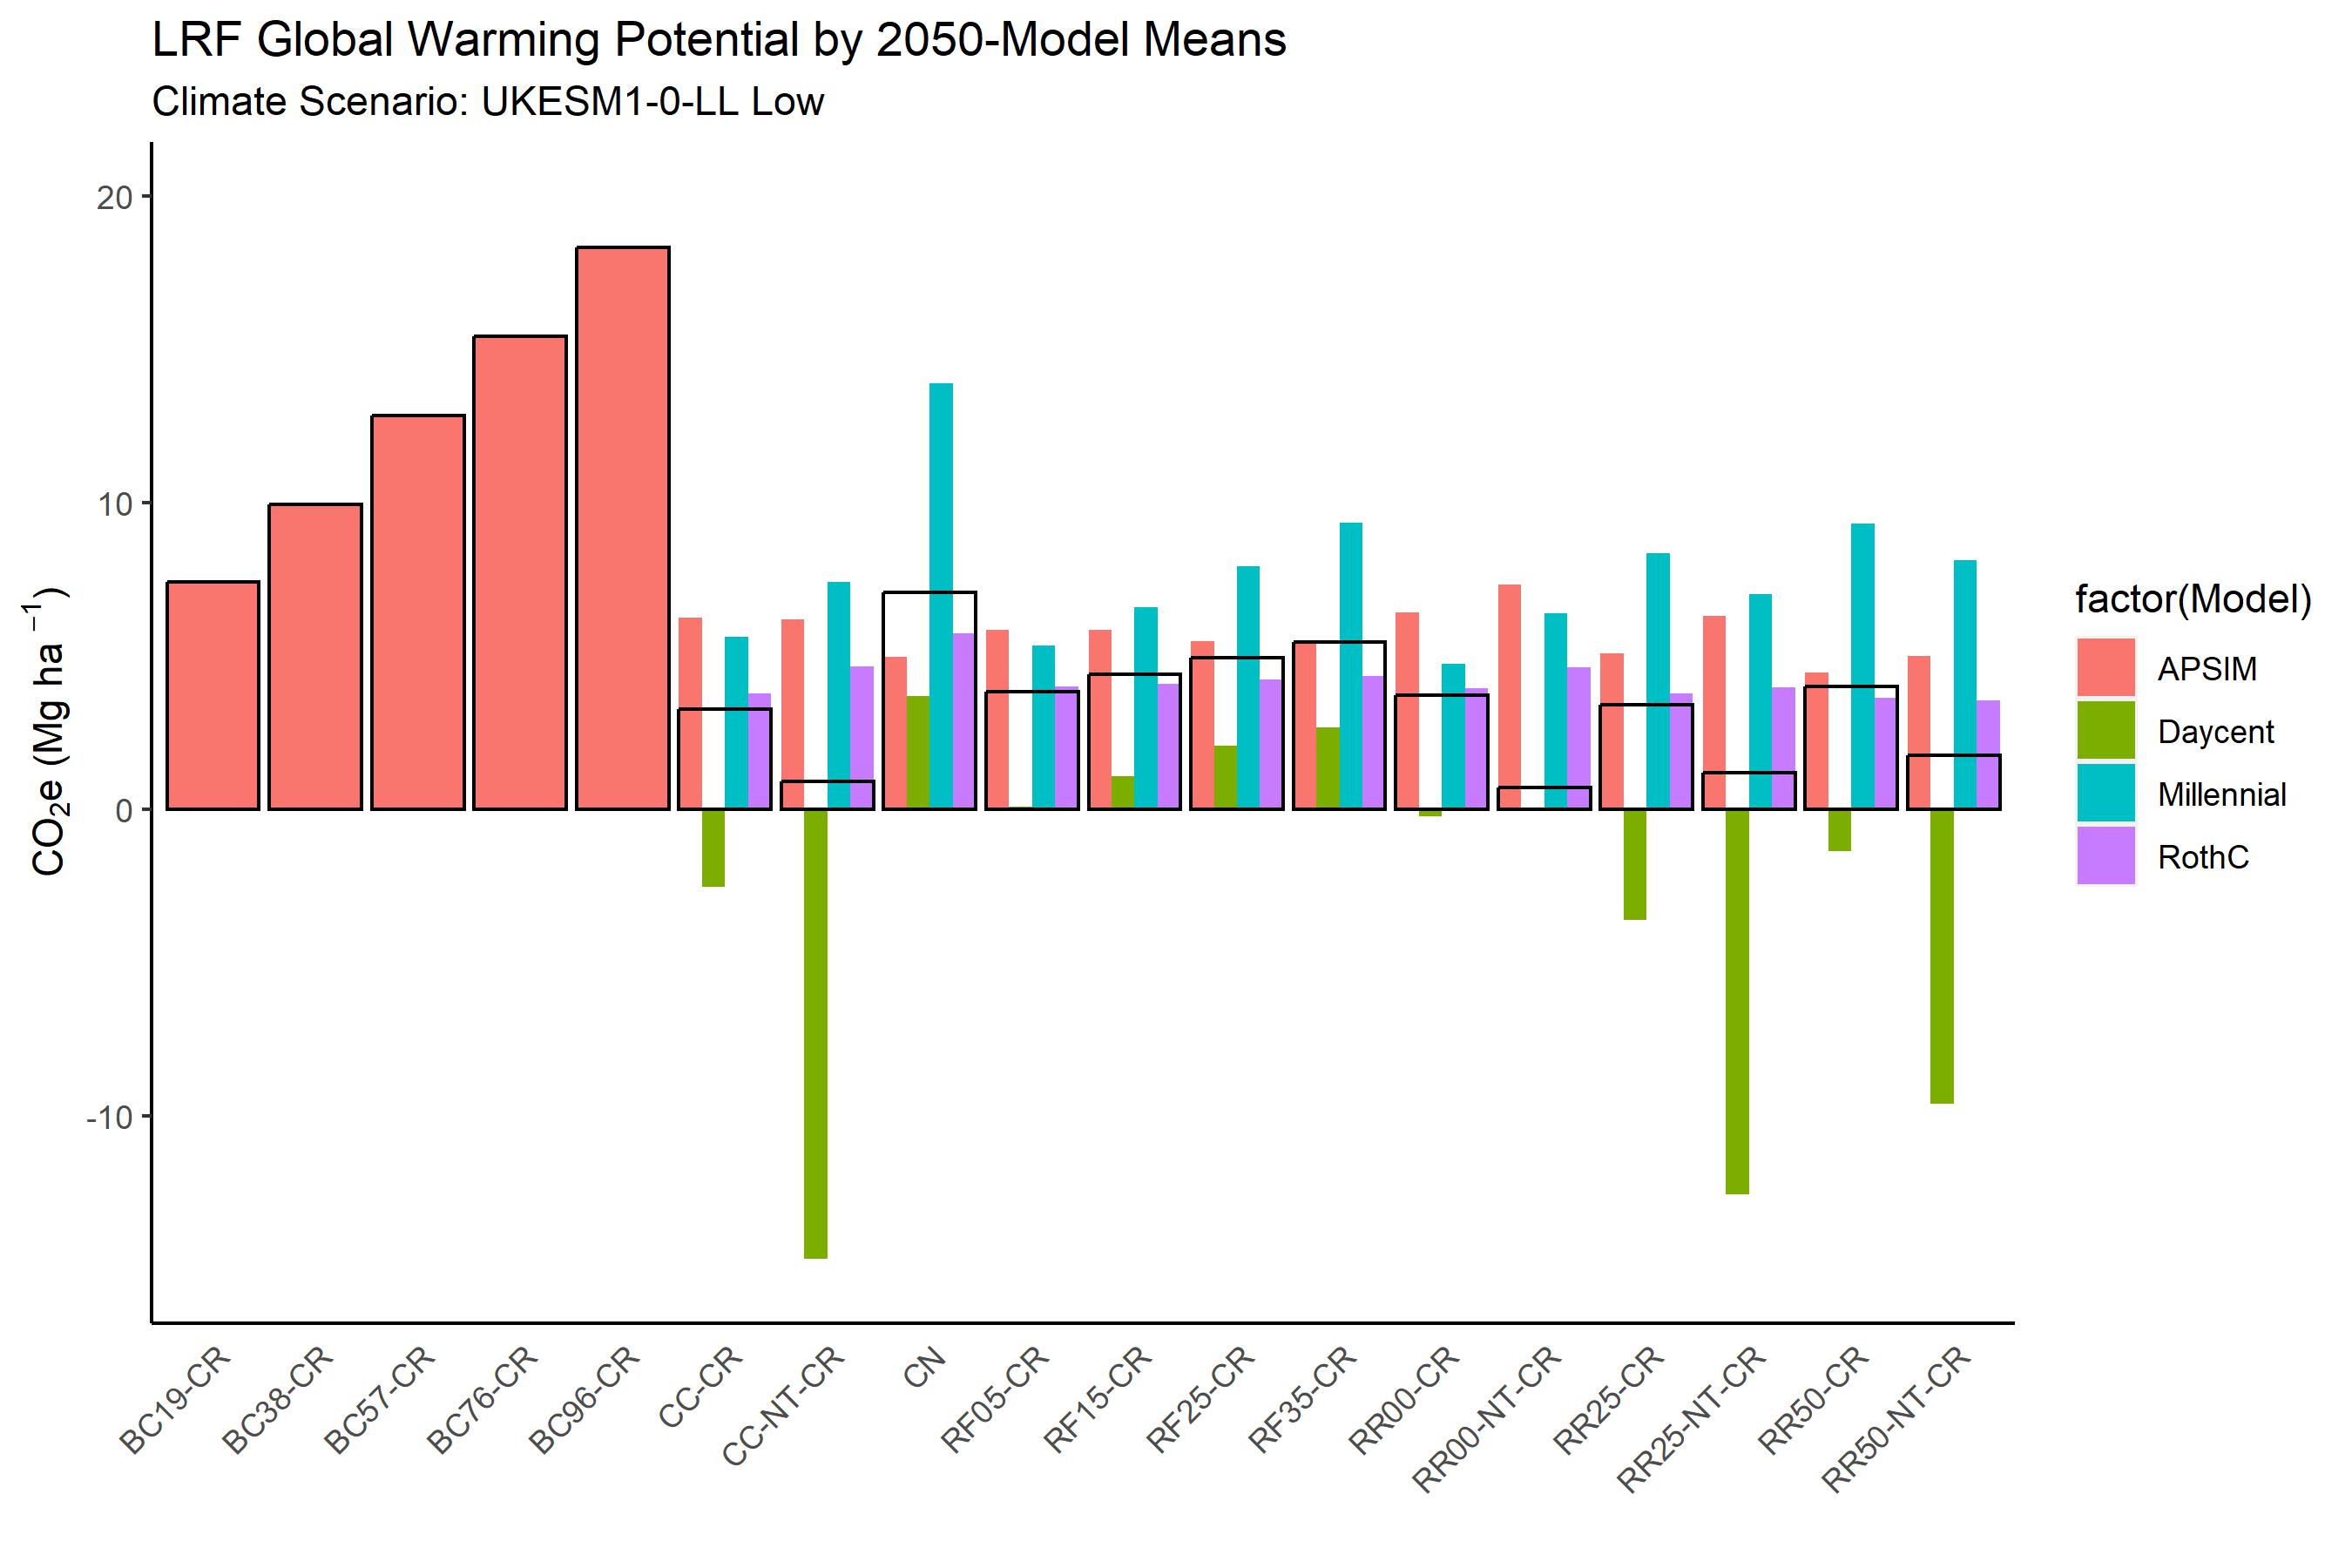 LRF Global Warming Potential by 2050-Model Means
Climate Scenario: UKESM1-0-LL Low
20
10
0
-10
CO₂e (Mg ha ⁻¹)
BC19-CR
BC38-CR
BC57-CR
BC76-CR
BC96-CR
CC-CR
CC-NT-CR
CN
RF05-CR
RF15-CR
RF25-CR
RF35-CR
RR00-CR
RR00-NT-CR
RR25-CR
RR25-NT-CR
RR50-CR
RR50-NT-CR
factor(Model)
APSIM
Daycent
Millennial
RothC